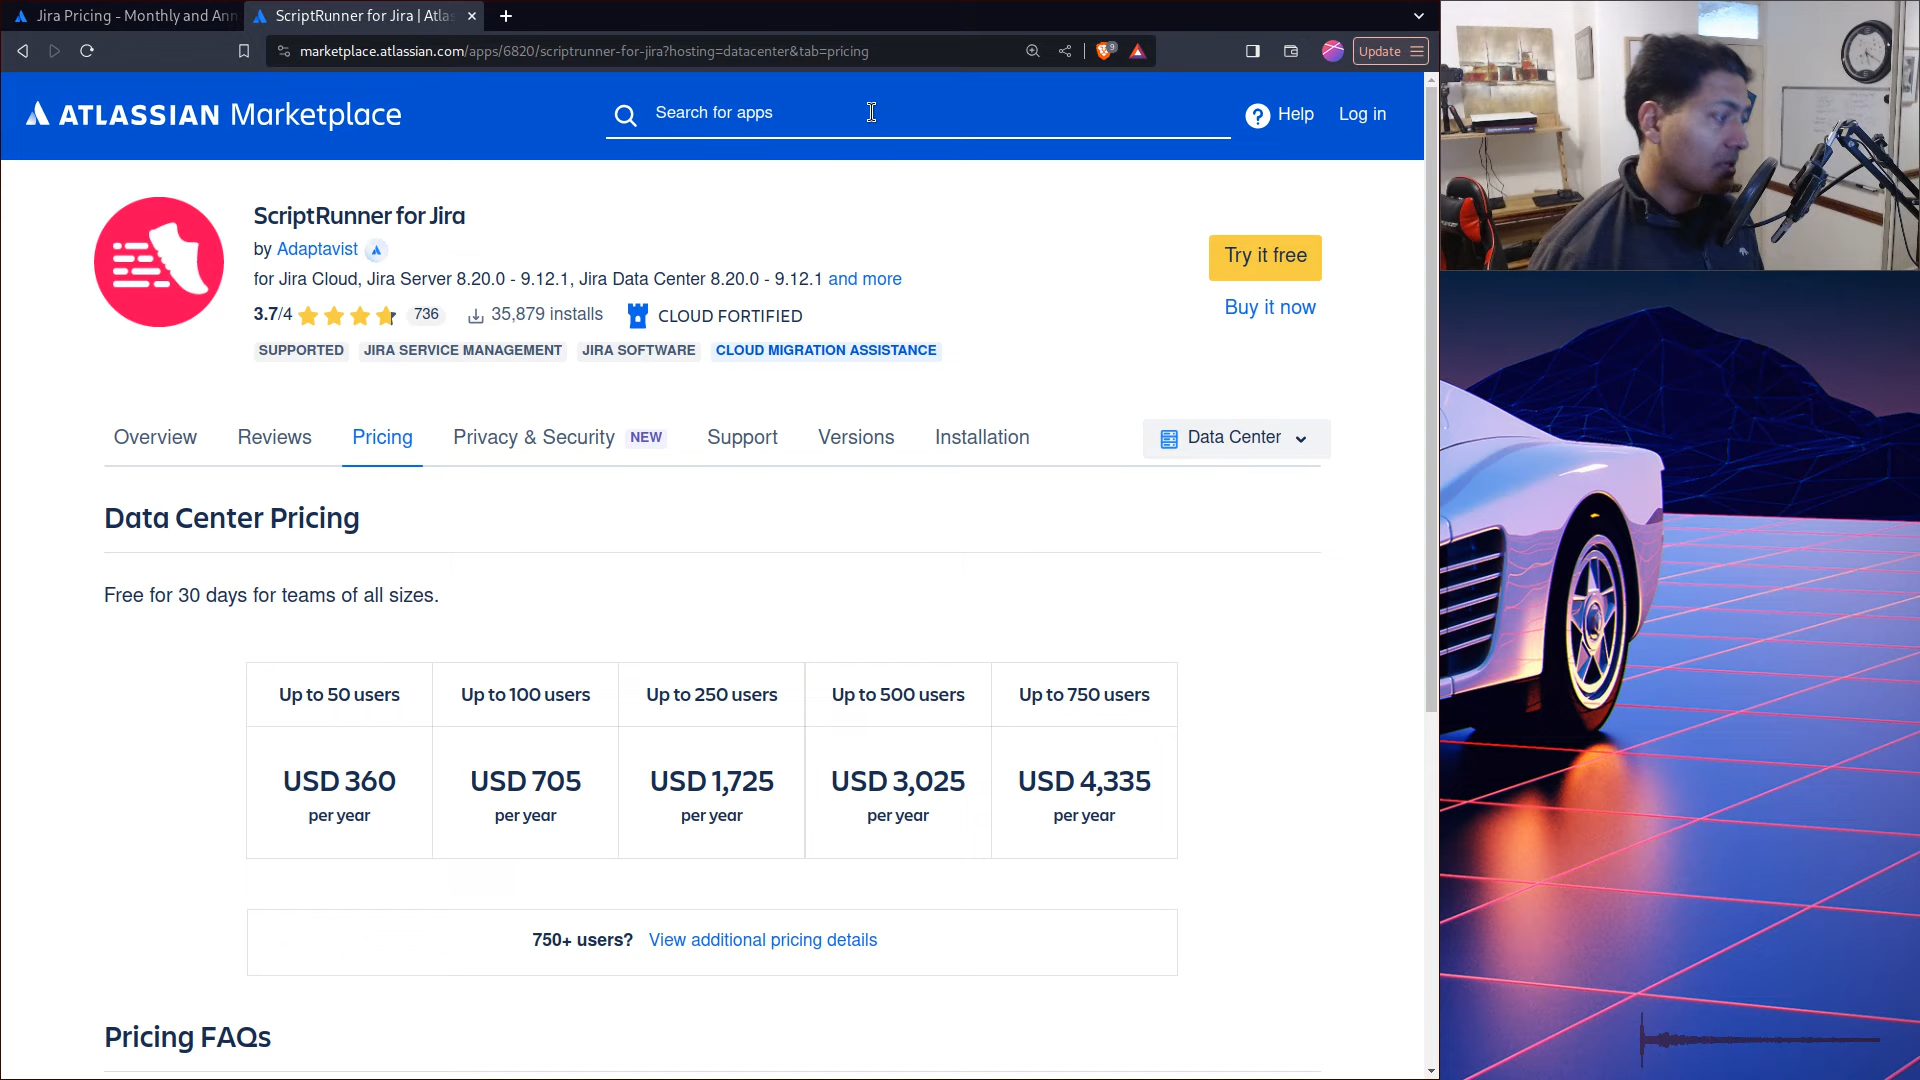 Jira Pricing - Monthly and Ann
ScriptRunner for Jira | Atlas
marketplace.atlassian.com/apps/6820/scriptrunner-for-jira?hosting=datacenter&tab=pricing
9
Update
ATLASSIAN Marketplace
Search for apps
Help
Log in
ScriptRunner for Jira
by Adaptavist
for Jira Cloud, Jira Server 8.20.0 - 9.12.1, Jira Data Center 8.20.0 - 9.12.1 and more
3.7/4 736 35,879 installs CLOUD FORTIFIED
SUPPORTED JIRA SERVICE MANAGEMENT JIRA SOFTWARE CLOUD MIGRATION ASSISTANCE
Try it free
Buy it now
Overview Reviews Pricing Privacy & Security NEW Support Versions Installation
Data Center
Data Center Pricing
Free for 30 days for teams of all sizes.
Up to 50 users Up to 100 users Up to 250 users Up to 500 users Up to 750 users
USD 360 USD 705 USD 1,725 USD 3,025 USD 4,335
per year per year per year per year per year
750+ users? View additional pricing details
Pricing FAQs